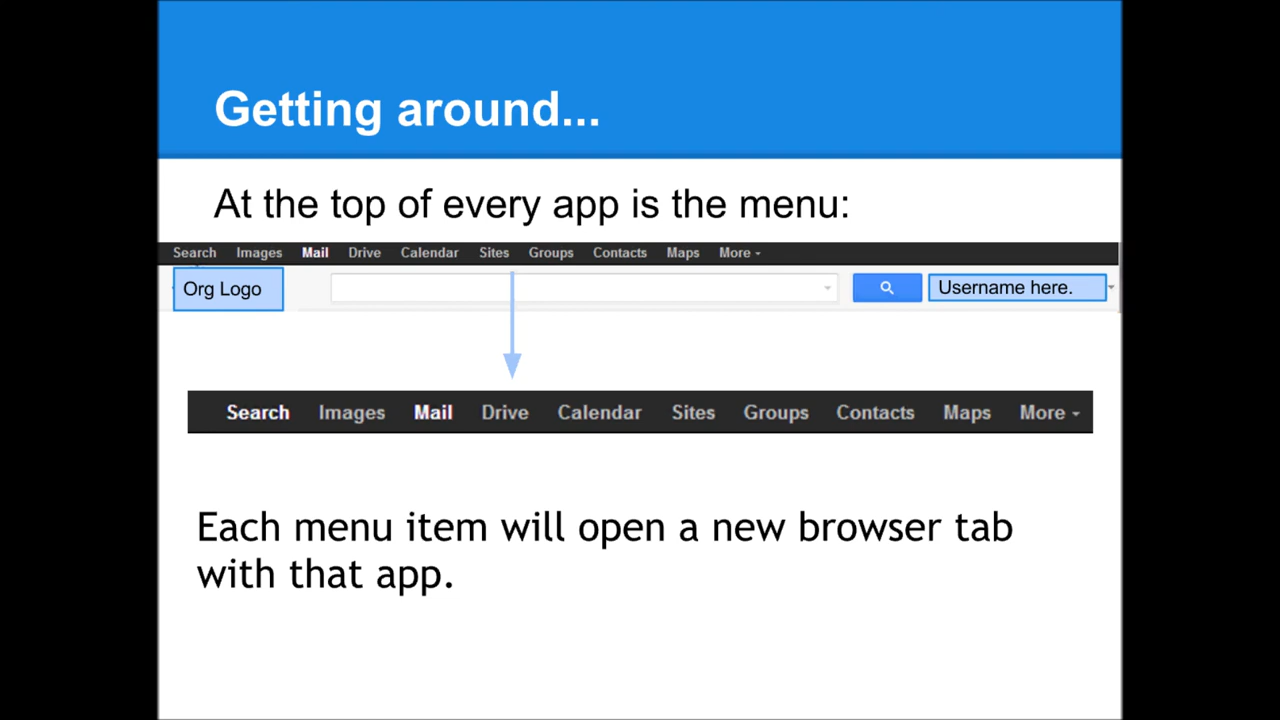 Getting around...
At the top of every app is the menu:
Search Images Mail Drive Calendar Sites Groups Contacts Maps More
Org Logo Username here.
Search Images Mail Drive Calendar Sites Groups Contacts Maps More
Each menu item will open a new browser tab
with that app.